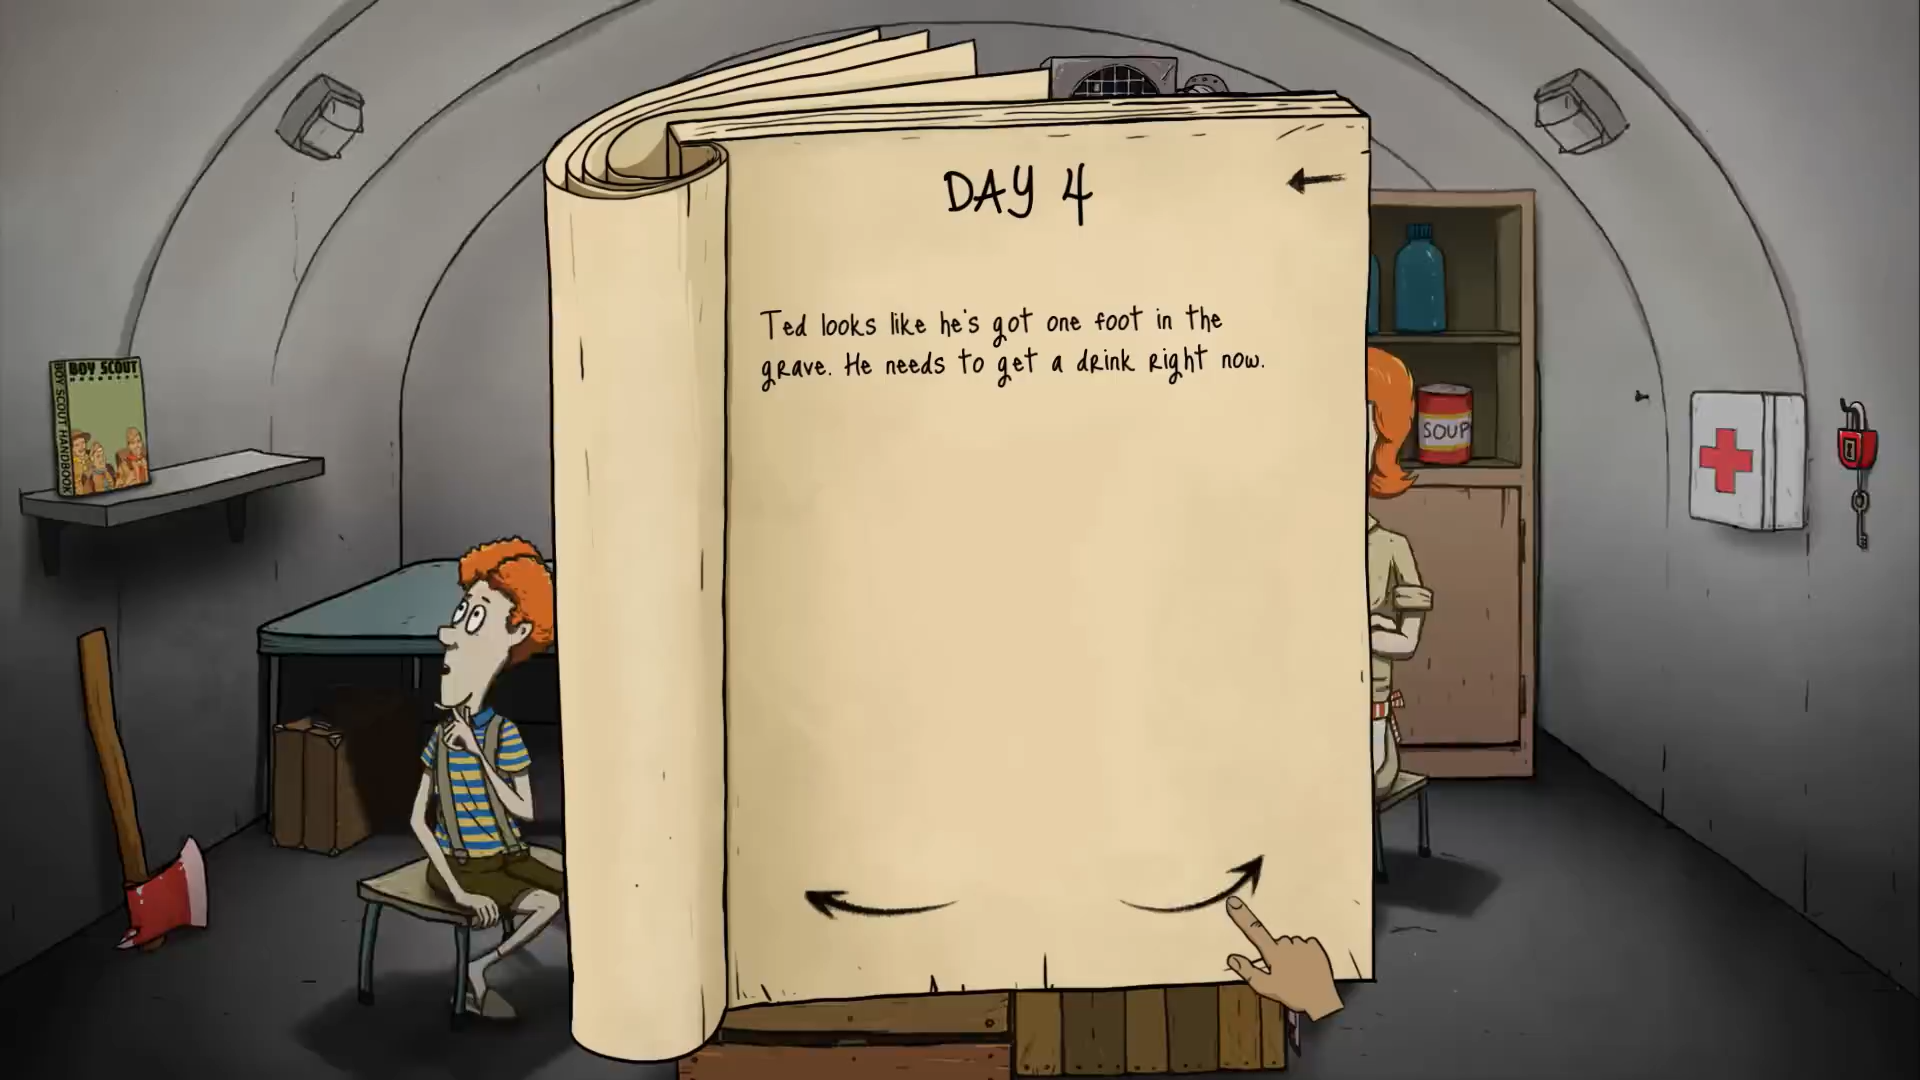 DAY 4
Ted looks like he's got one foot in the
grave. He needs to get a drink right now.
BOY SCOUT
BOY SCOUT HANDBOOK
SOUP